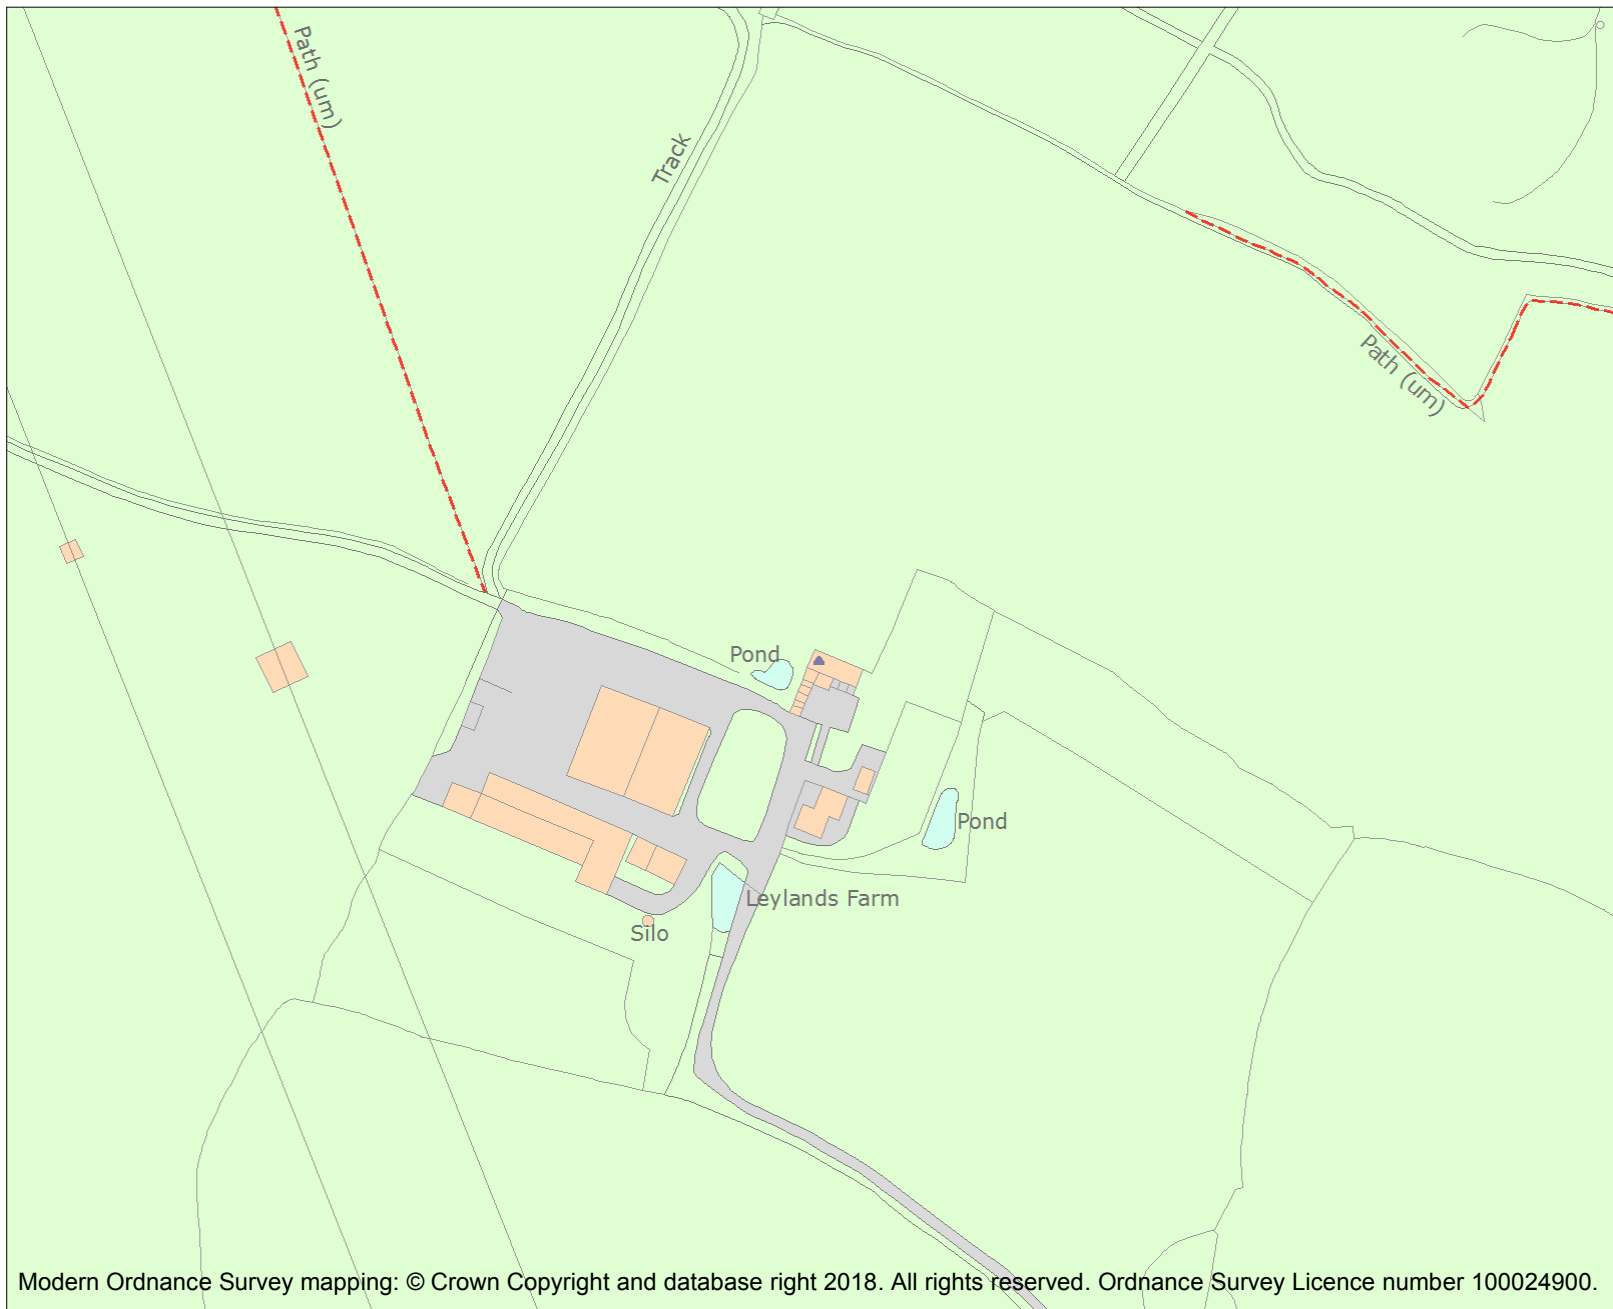 Path (um)
Track
Path (um)
Pond
Pond
Leylands Farm
Silo
Modern Ordnance Survey mapping: © Crown Copyright and database right 2018. All rights reserved. Ordnance Survey Licence number 100024900.